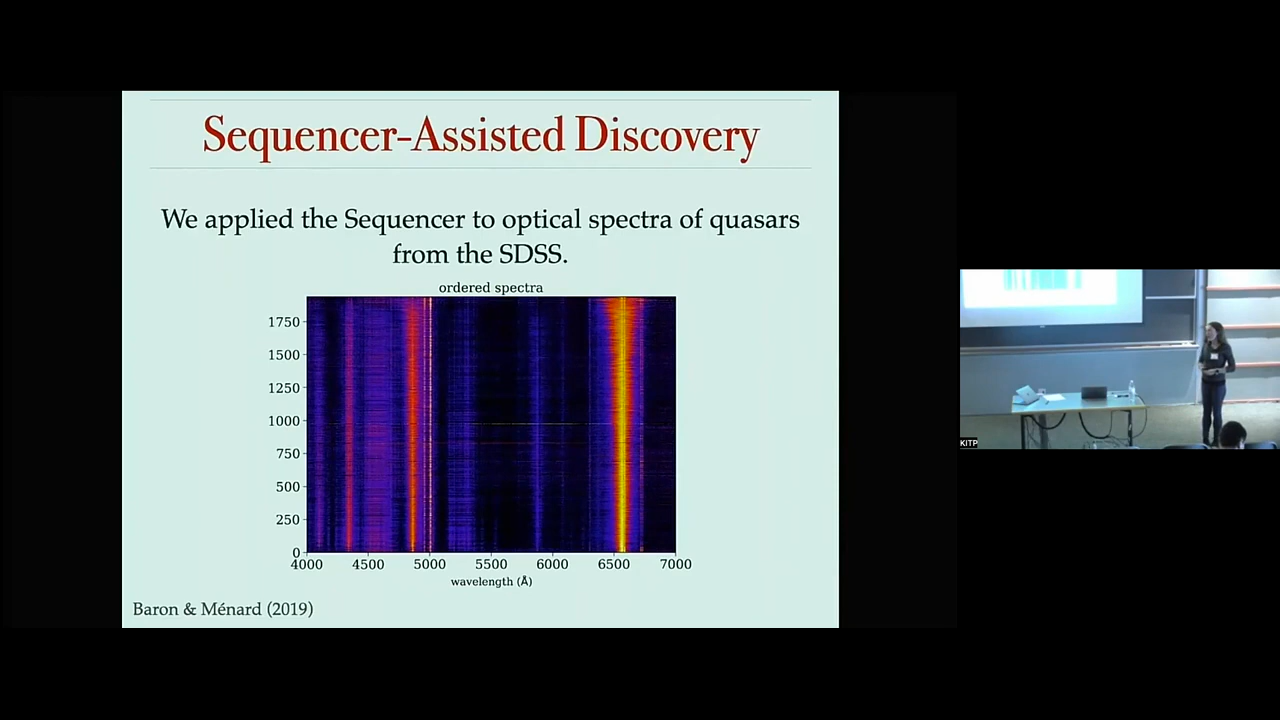 Sequencer-Assisted Discovery
We applied the Sequencer to optical spectra of quasars
from the SDSS.
ordered spectra
1750
1500
1250
1000
750
500
250
0
4000 4500 5000 5500 6000 6500 7000
wavelength (Å)
Baron & Ménard (2019)
KITP